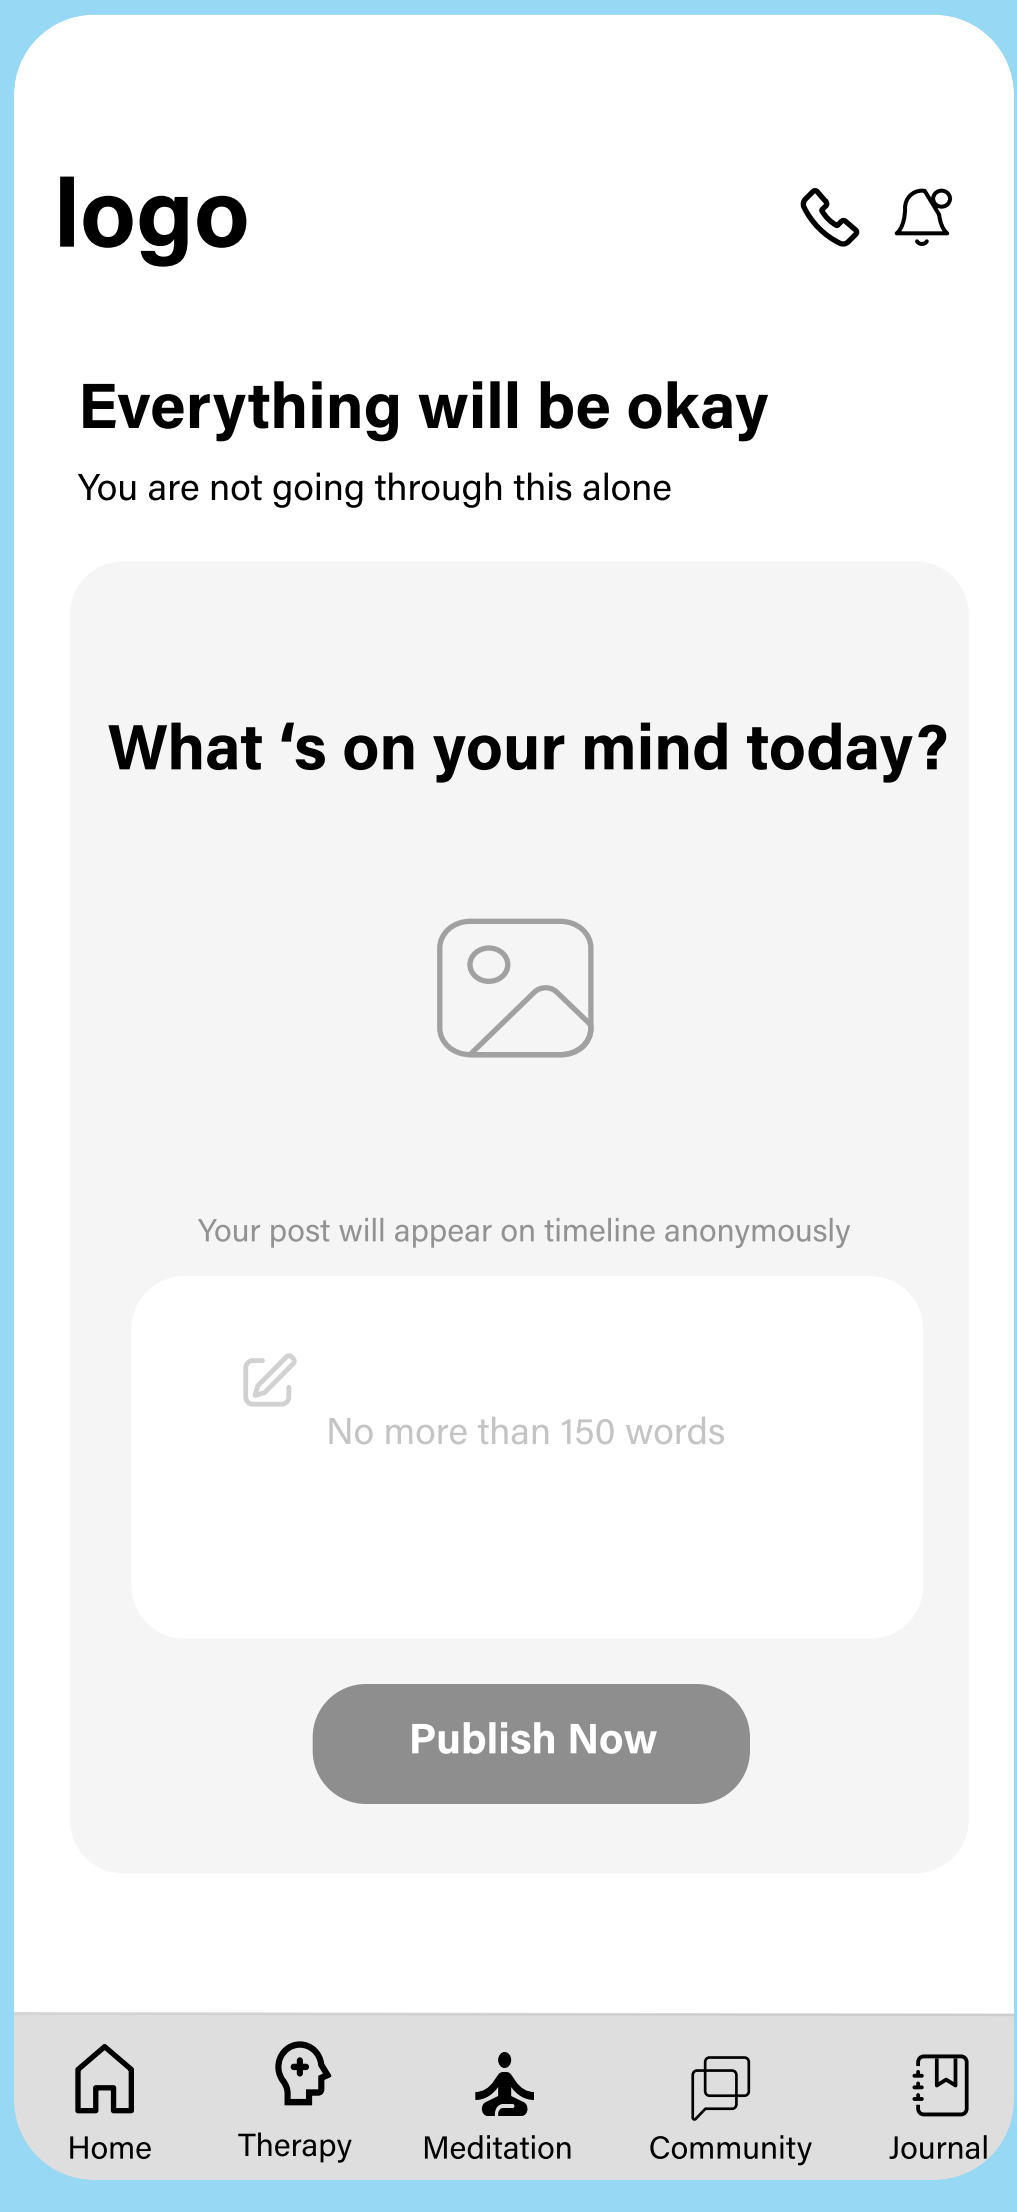 logo
Everything will be okay
You are not going through this alone
What ‘s on your mind today?
Your post will appear on timeline anonymously
No more than 150 words
Publish Now
Home
Therapy
Meditation
Community
Journal